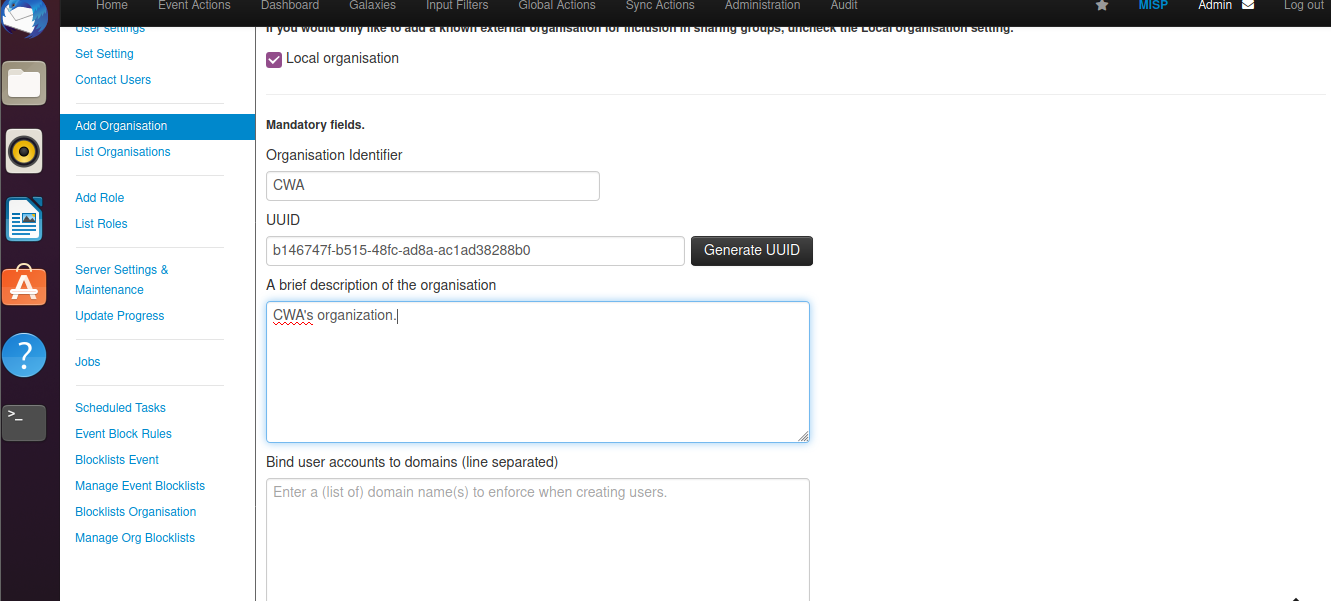 Home Event Actions Dashboard Galaxies Input Filters Global Actions Sync Actions Administration Audit MISP Admin Log out
User settings
Set Setting
Contact Users
Add Organisation
List Organisations
Add Role
List Roles
Server Settings &
Maintenance
Update Progress
Jobs
Scheduled Tasks
Event Block Rules
Blocklists Event
Manage Event Blocklists
Blocklists Organisation
Manage Org Blocklists
If you would only like to add a known external organisation for inclusion in sharing groups, uncheck the Local organisation setting.
Local organisation
Mandatory fields.
Organisation Identifier
CWA
UUID
b146747f-b515-48fc-ad8a-ac1ad38288b0 Generate UUID
A brief description of the organisation
CWA's organization.
Bind user accounts to domains (line separated)
Enter a (list of) domain name(s) to enforce when creating users.
?
>_